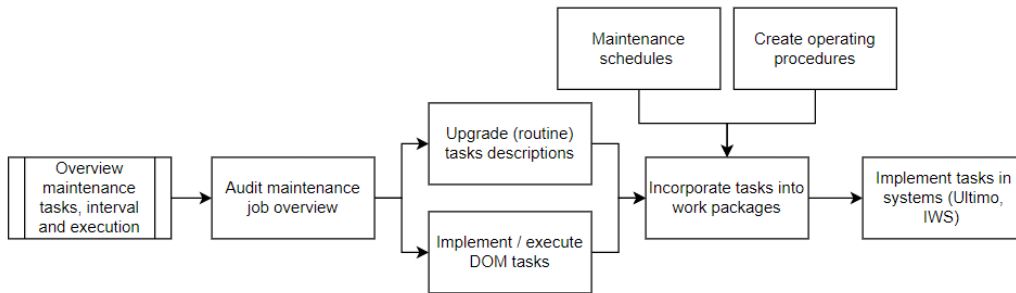 Maintenance
schedules
Create operating
procedures
Overview
maintenance
tasks, interval
and execution
Audit maintenance
job overview
Upgrade (routine)
tasks descriptions
Implement / execute
DOM tasks
Incorporate tasks into
work packages
Implement tasks in
systems (Ultimo,
IWS)